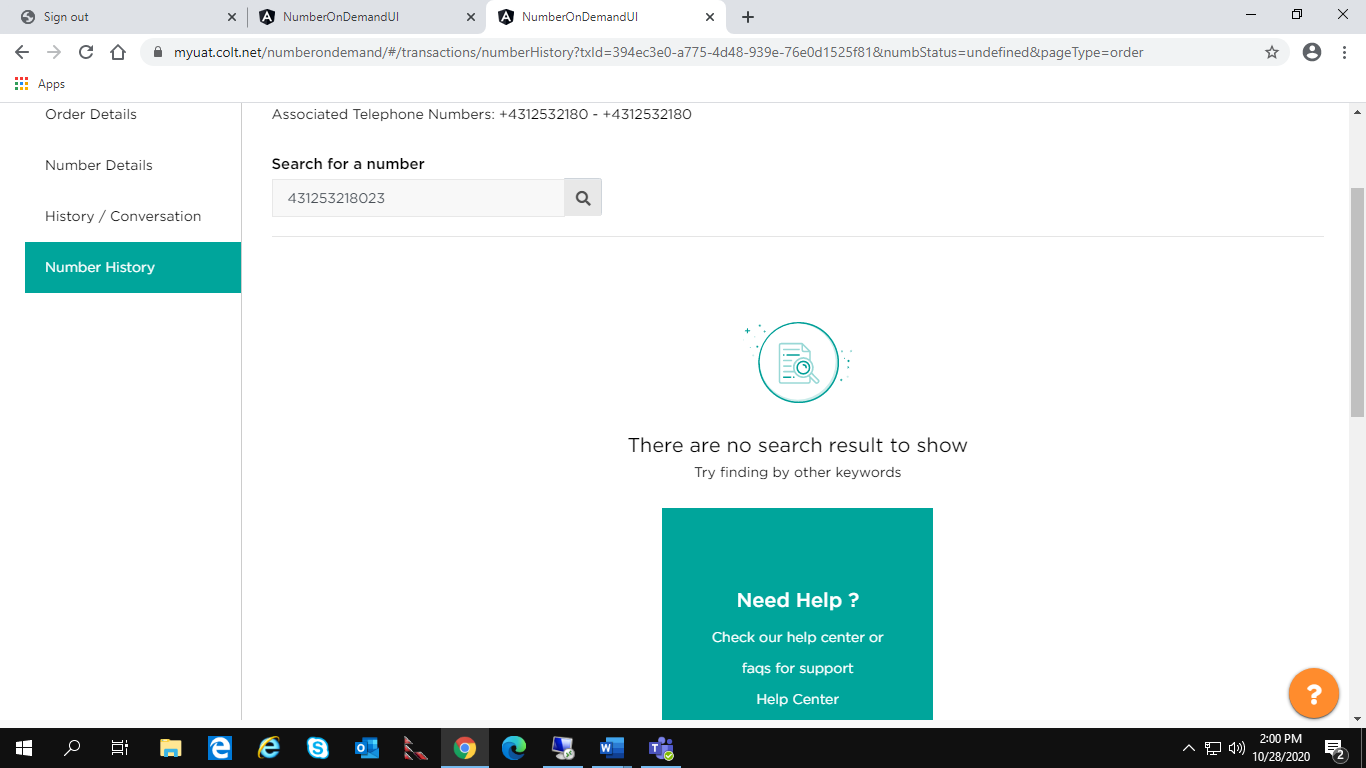 Sign out
NumberOnDemandUI
NumberOnDemandUI
myuat.colt.net/numberondemand/#/transactions/numberHistory?txId=394ec3e0-a775-4d48-939e-76e0d1525f81&numbStatus=undefined&pageType=order
Apps
Order Details
Number Details
History / Conversation
Number History
Associated Telephone Numbers: +4312532180 - +4312532180
Search for a number
431253218023
There are no search result to show
Try finding by other keywords
Need Help ?
Check our help center or
faqs for support
Help Center
?
2:00 PM
10/28/2020
2